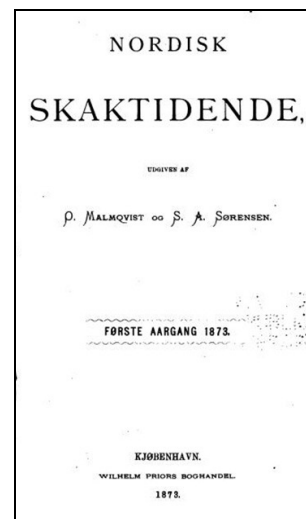 NORDISK
SKAKTIDENDE,
UDGIVEN AF
O. MALMQVIST OG S. A. SØRENSEN.
FØRSTE AARGANG 1873.
KJØBENHAVN.
WILHELM PRIORS BOGHANDEL.
1873.